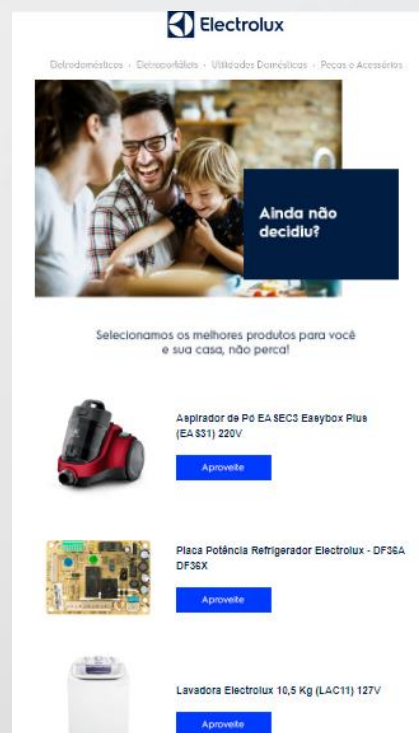 Electrolux
Eletrodomésticos • Eletroportáteis • Utilidades Domésticas • Peças e Acessórios
Ainda não
decidiu?
Selecionamos os melhores produtos para você
e sua casa, não perca!
Aspirador de Pó EASEC3 Easybox Plus
(EAS31) 220V
Aproveite
Placa Potência Refrigerador Electrolux - DF36A
DF36X
Aproveite
Lavadora Electrolux 10,5 Kg (LAC11) 127V
Aproveite